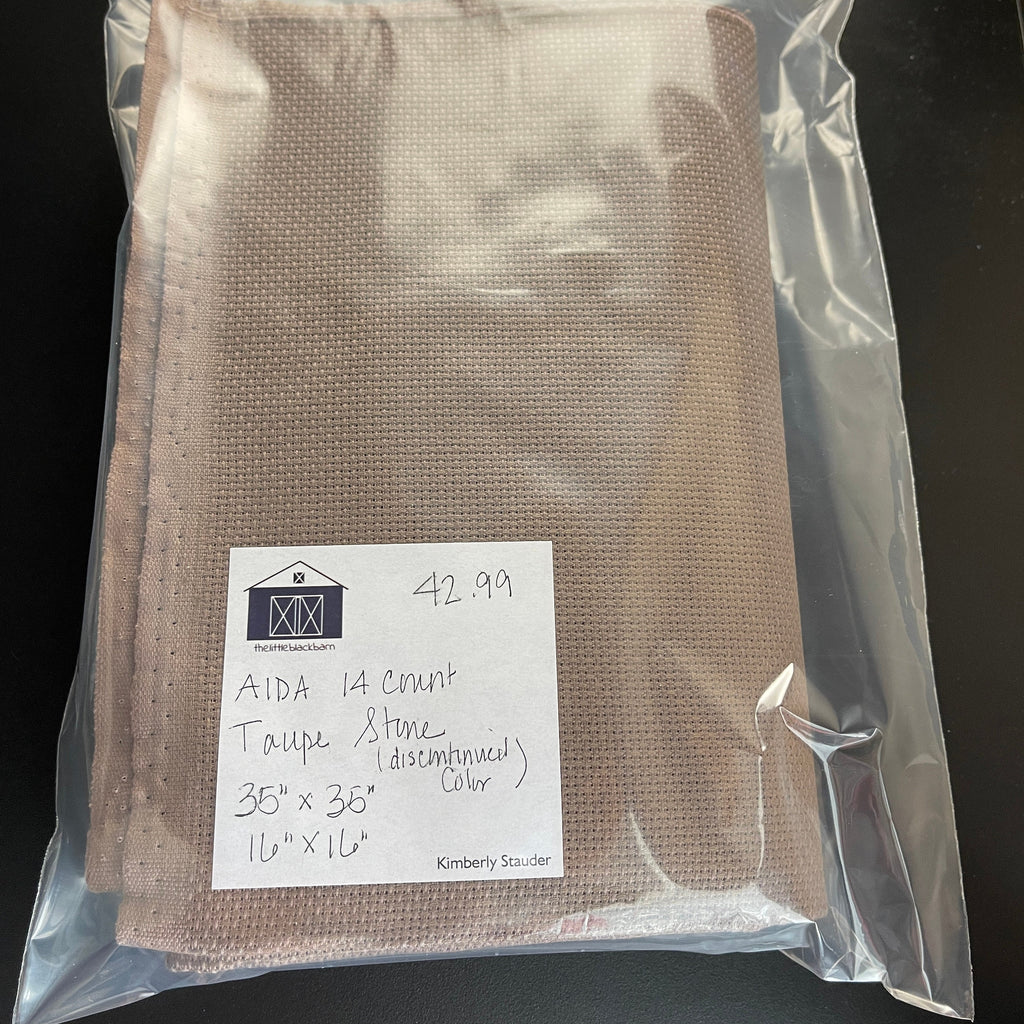 42.99
thelittleblackbarn
AIDA 14 Count
Taupe Stone
(discontinued
Color)
35" x 35"
16" x 16"
Kimberly Stauder